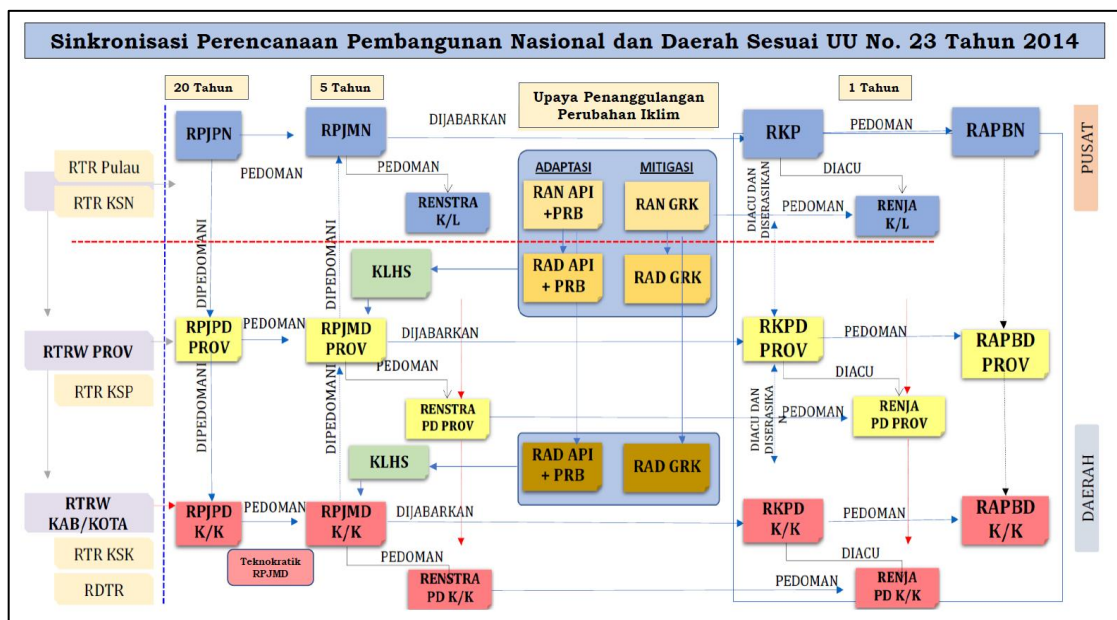 Sinkronisasi Perencanaan Pembangunan Nasional dan Daerah Sesuai UU No. 23 Tahun 2014
20 Tahun
5 Tahun
Upaya Penanggulangan
Perubahan Iklim
1 Tahun
RPJPN
RPJMN
DIJABARKAN
RKP
PEDOMAN
RAPBN
PUSAT
RTR Pulau
RTR KSN
PEDOMAN
PEDOMAN
RENSTRA
K/L
ADAPTASI
MITIGASI
RAN API
+PRB
RAN GRK
PEDOMAN
DIACU
RENJA
K/L
DIACU DAN
DISERASIKAN
DIPEDOMANI
DIPEDOMANI
KLHS
RAD API
+ PRB
RAD GRK
RTRW PROV
RTR KSP
RPJPD
PROV
PEDOMAN
RPJMD
PROV
DIJABARKAN
RKPD
PROV
PEDOMAN
RAPBD
PROV
PEDOMAN
DIACU
RENSTRA
PD PROV
PEDOMAN
RENJA
PD PROV
DIACU DAN
DISERASIKA
N
DIPEDOMANI
DIPEDOMANI
KLHS
RAD API
+ PRB
RAD GRK
DAERAH
RTRW
KAB/KOTA
RTR KSK
RDTR
RPJPD
K/K
PEDOMAN
RPJMD
K/K
DIJABARKAN
RKPD
K/K
PEDOMAN
RAPBD
K/K
Teknokratik
RPJMD
PEDOMAN
DIACU
RENSTRA
PD K/K
PEDOMAN
RENJA
PD K/K